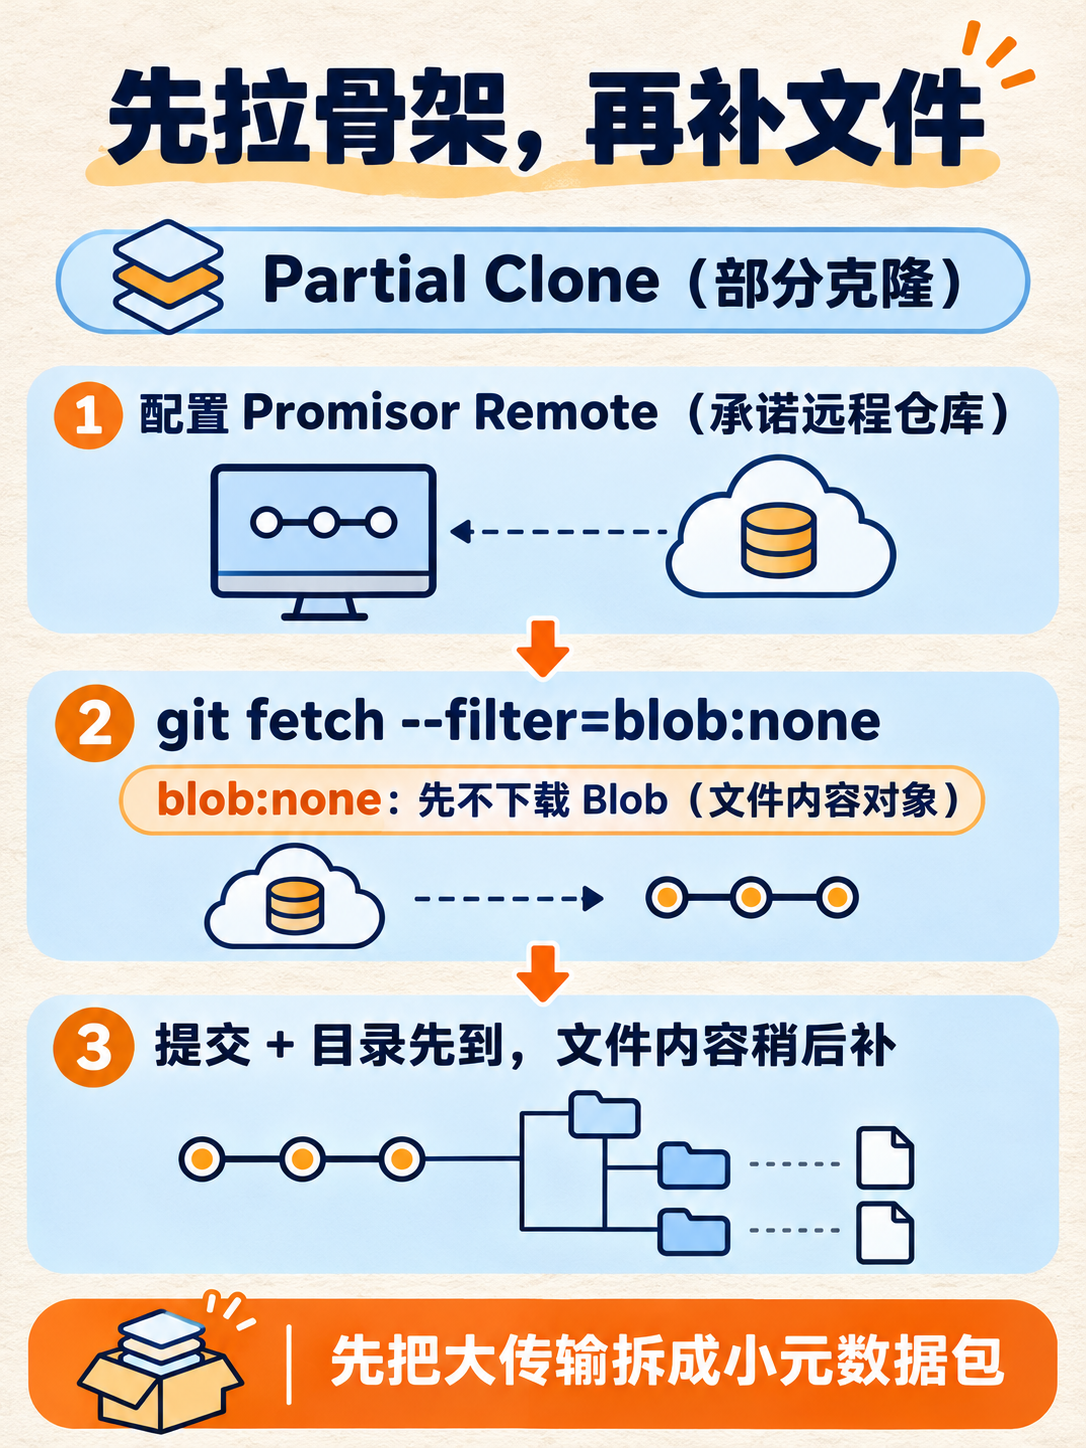 先拉骨架，再补文件
Partial Clone（部分克隆）
1 配置 Promisor Remote（承诺远程仓库）
2 git fetch --filter=blob:none
blob:none：先不下载 Blob（文件内容对象）
3 提交 + 目录先到，文件内容稍后补
先把大传输拆成小元数据包